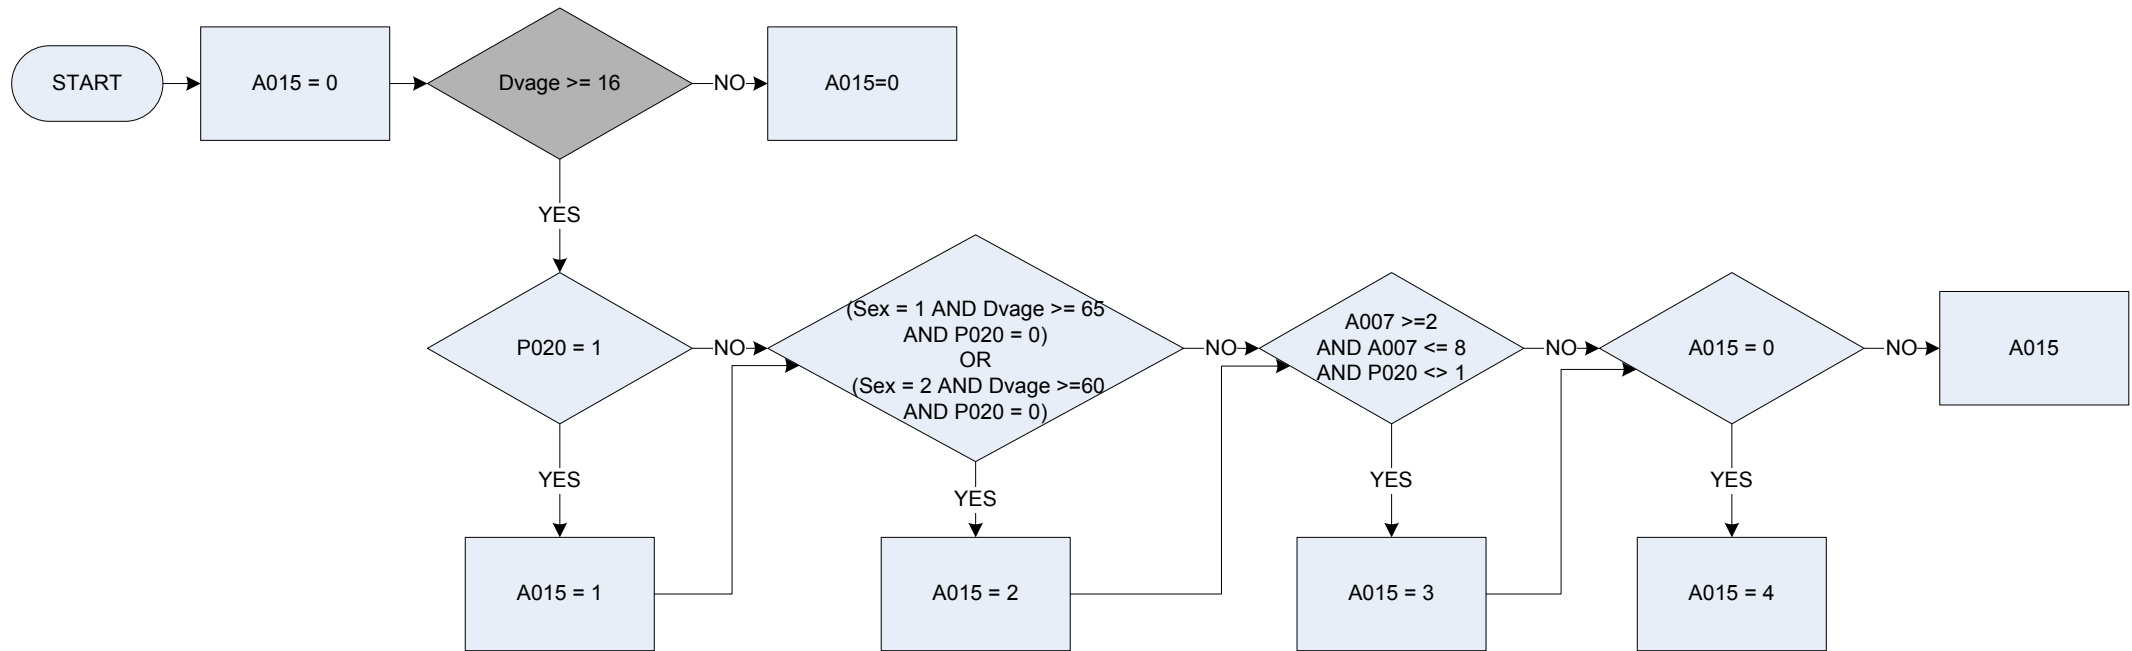 START
A015 = 0
Dvage >= 16
NO
A015=0
YES
P020 = 1
NO
(Sex = 1 AND Dvage >= 65
AND P020 = 0)
OR
(Sex = 2 AND Dvage >=60
AND P020 = 0)
NO
A007 >=2
AND A007 <= 8
AND P020 <> 1
NO
A015 = 0
NO
A015
YES
YES
YES
YES
A015 = 1
A015 = 2
A015 = 3
A015 = 4